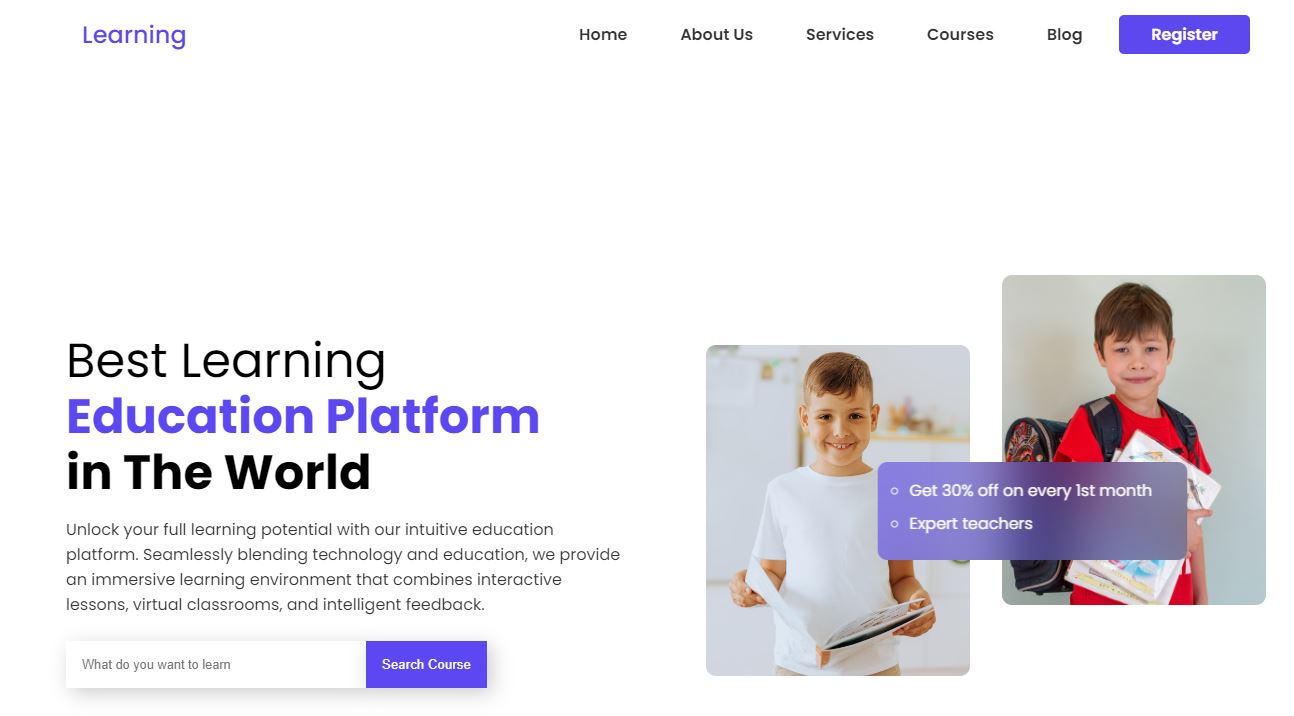 Learning
Home About Us Services Courses Blog Register
Best Learning
Education Platform
in The World
Unlock your full learning potential with our intuitive education
platform. Seamlessly blending technology and education, we provide
an immersive learning environment that combines interactive
lessons, virtual classrooms, and intelligent feedback.
What do you want to learn
Search Course
Get 30% off on every 1st month
Expert teachers